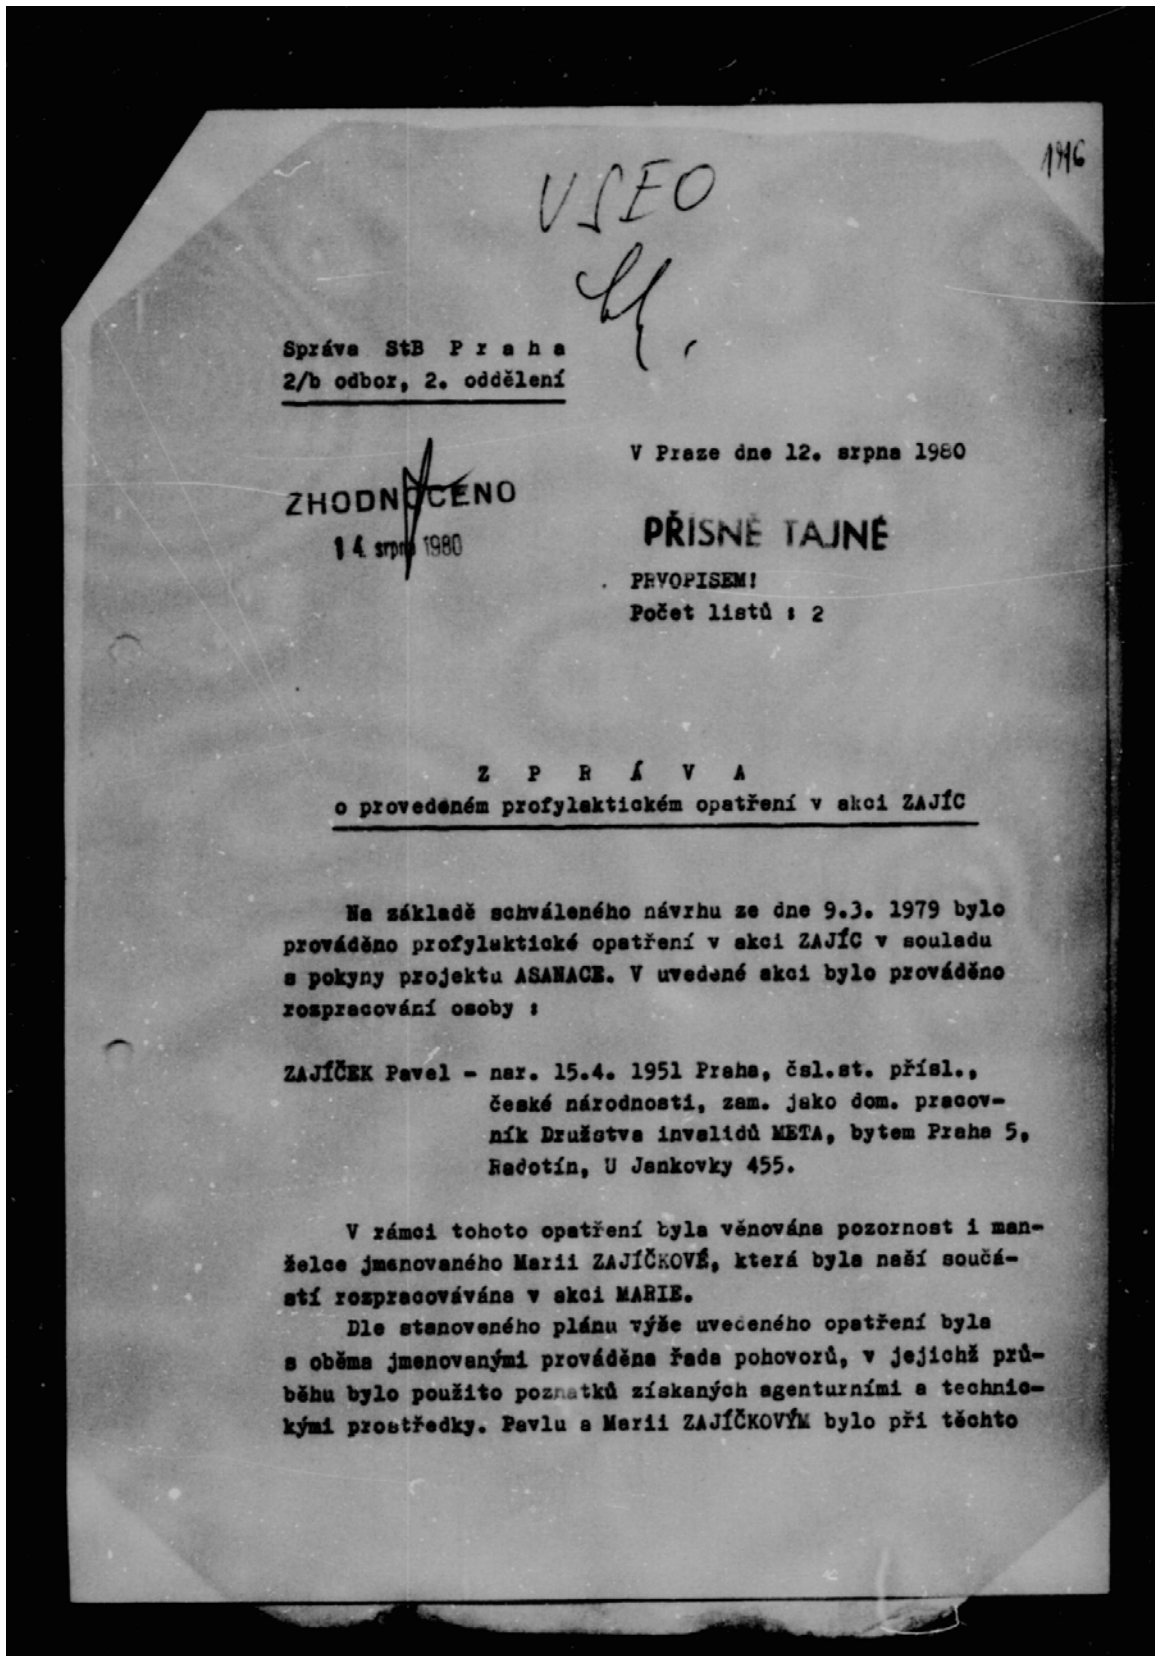 1916
VSEO
Správa StB P r a h a
2/b odbor, 2. oddělení
V Praze dne 12. srpna 1980
ZHODNOCENO
14. srpna 1980
PŘISNĚ TAJNÉ
PRVOPISEM!
Počet listů : 2
Z P R Á V A
o provedeném profylaktickém opatření v akci ZAJÍC
Na základě schváleného návrhu ze dne 9.3. 1979 bylo
prováděno profylaktické opatření v akci ZAJÍC v souladu
s pokyny projektu ASANACE. V uvedené akci bylo prováděno
rozpracování osoby :
ZAJÍČEK Pavel - nar. 15.4. 1951 Praha, čsl.st. přísl.,
české národnosti, zam. jako dom. pracov-
ník Družstva invalidů META, bytem Praha 5,
Radotín, U Jankovky 455.
V rámci tohoto opatření byla věnována pozornost i man-
želce jmenovaného Marii ZAJÍČKOVÉ, která byla naší součá-
stí rozpracovávána v akci MARIE.
Dle stanoveného plánu výše uvedeného opatření byla
s oběma jmenovanými prováděna řada pohovorů, v jejichž prů-
běhu bylo použito poznatků získaných agenturními a technic-
kými prostředky. Pavlu a Marii ZAJÍČKOVÝM bylo při těchto